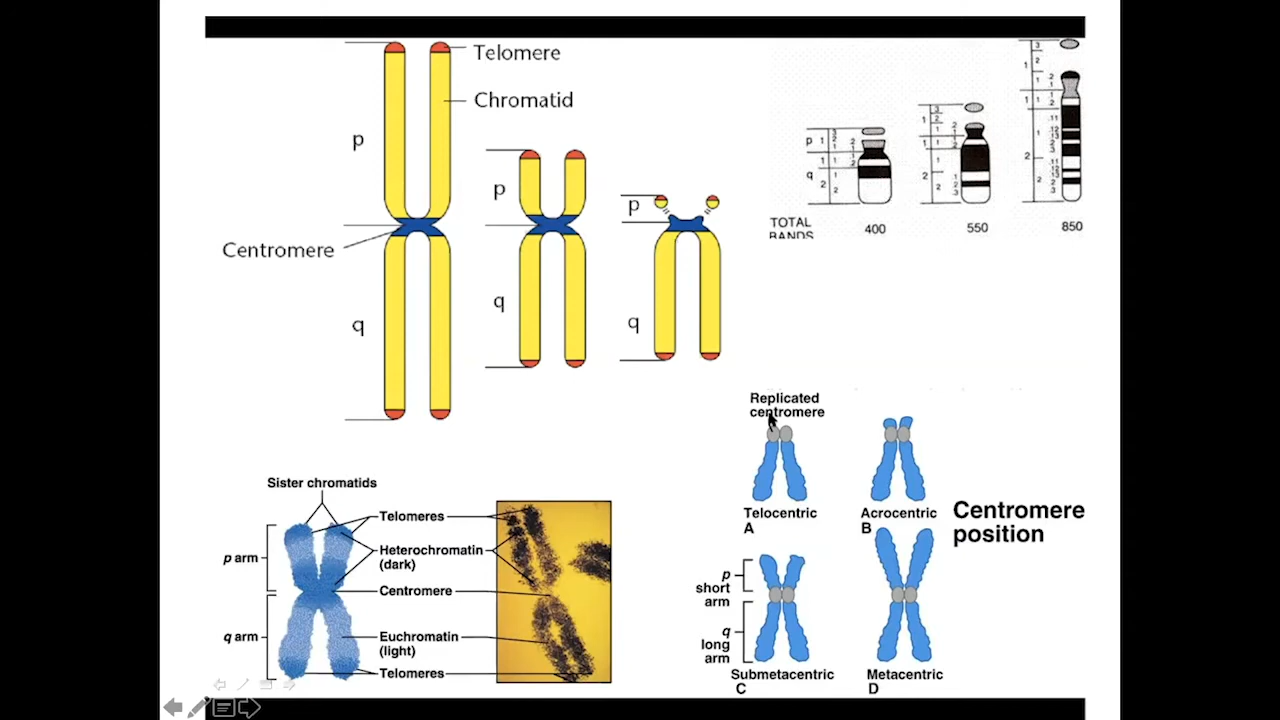 Telomere
Chromatid
p
Centromere
q
p
q
p
q
p
q
TOTAL
BANDS
400
550
850
Sister chromatids
Telomeres
p arm
Heterochromatin
(dark)
Centromere
q arm
Euchromatin
(light)
Telomeres
Replicated
centromere
Telocentric
A
Acrocentric
B
Centromere
position
p
short
arm
q
long
arm
Submetacentric
C
Metacentric
D